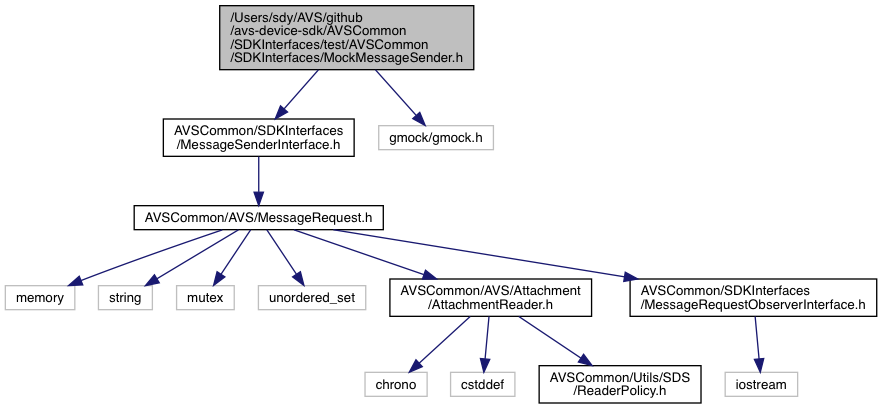 /Users/sdy/AVS/github
/avs-device-sdk/AVSCommon
/SDKInterfaces/test/AVSCommon
/SDKInterfaces/MockMessageSender.h
AVSCommon/SDKInterfaces
/MessageSenderInterface.h
gmock/gmock.h
AVSCommon/AVS/MessageRequest.h
memory
string
mutex
unordered_set
AVSCommon/AVS/Attachment
/AttachmentReader.h
AVSCommon/SDKInterfaces
/MessageRequestObserverInterface.h
chrono
cstddef
AVSCommon/Utils/SDS
/ReaderPolicy.h
iostream